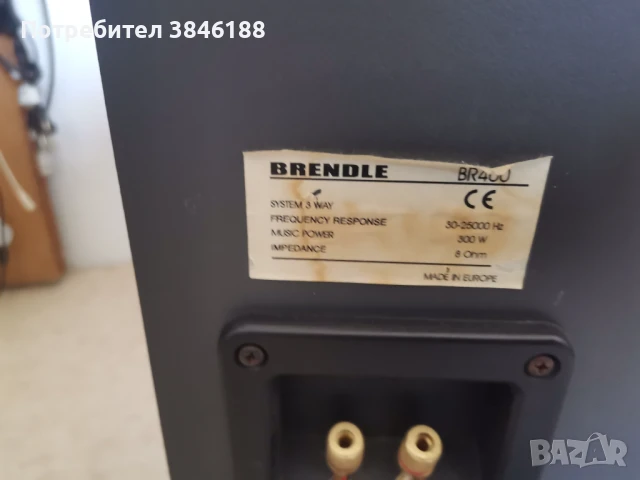 Потребител 3846188
BRENDLE BR400
CE
SYSTEM 3 WAY
FREQUENCY RESPONSE 30-25000 Hz
MUSIC POWER 300 W
IMPEDANCE 8 Ohm
MADE IN EUROPE
BAZAR